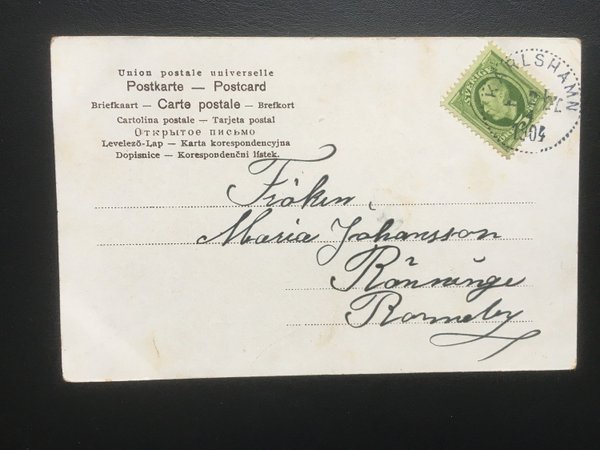 Union postale universelle
Postkarte — Postcard
Briefkaart — Carte postale — Brefkort
Cartolina postale — Tarjeta postal
Открытое письмо
Levelező-Lap — Karta korespondencyjna
Dopisnice — Korespondenčni lístek.
SVERIGE
KARLSHAMN
1904
Fröken
Maria Johansson
Rönninge
Ronneby